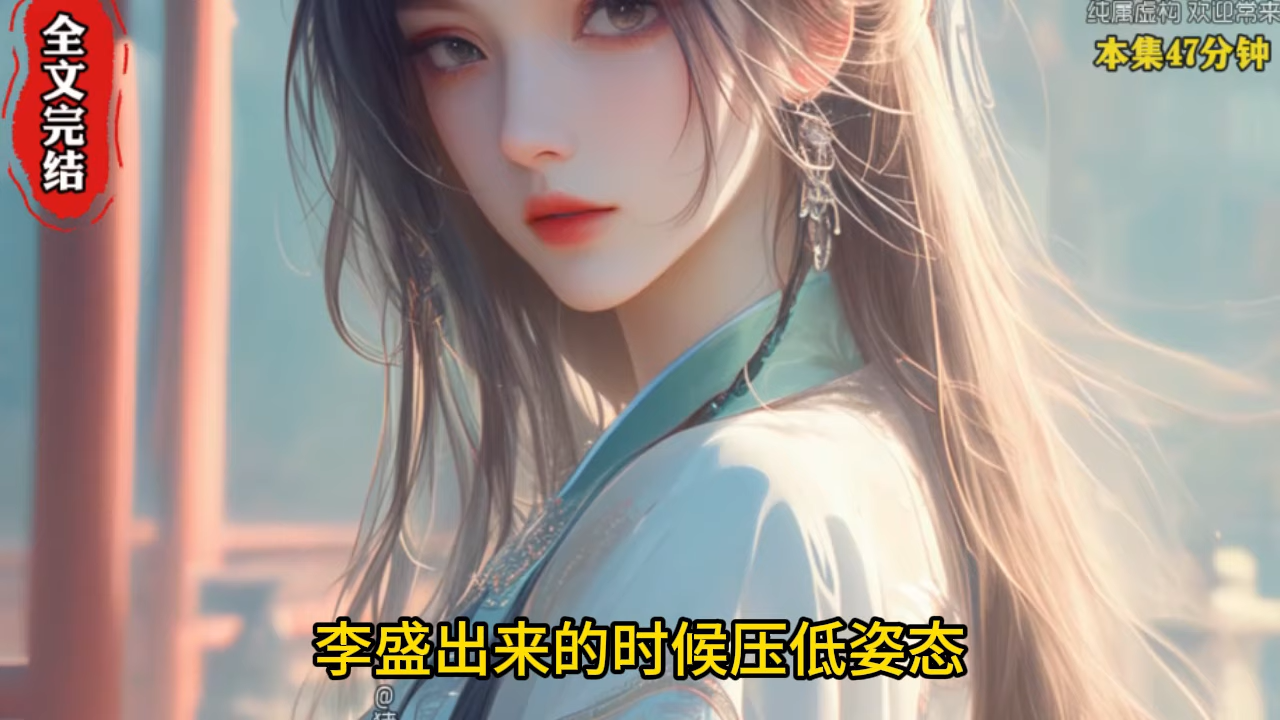 全文完结
纯属虚构 欢迎常来
本集47分钟
李盛出来的时候压低姿态
@